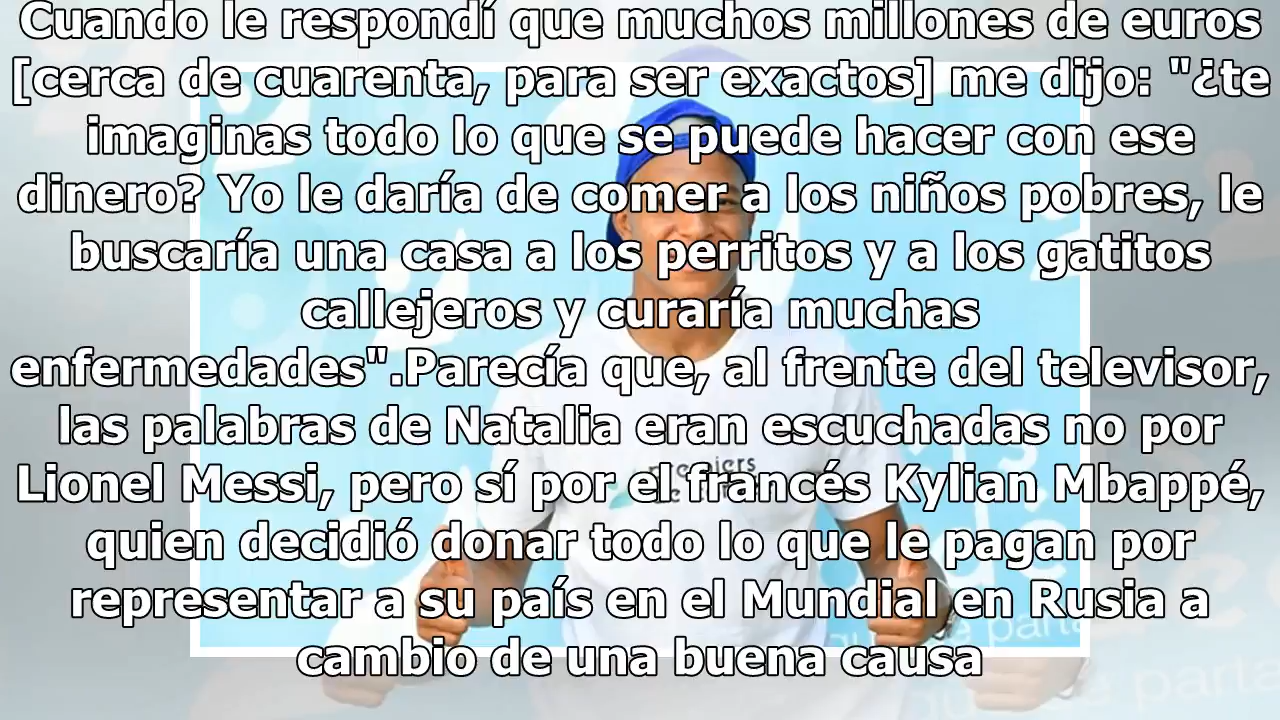 Cuando le respondí que muchos millones de euros
[cerca de cuarenta, para ser exactos] me dijo: "¿te
imaginas todo lo que se puede hacer con ese
dinero? Yo le daría de comer a los niños pobres, le
buscaría una casa a los perritos y a los gatitos
callejeros y curaría muchas
enfermedades".Parecía que, al frente del televisor,
las palabras de Natalia eran escuchadas no por
Lionel Messi, pero sí por el francés Kylian Mbappé,
quien decidió donar todo lo que le pagan por
representar a su país en el Mundial en Rusia a
cambio de una buena causa